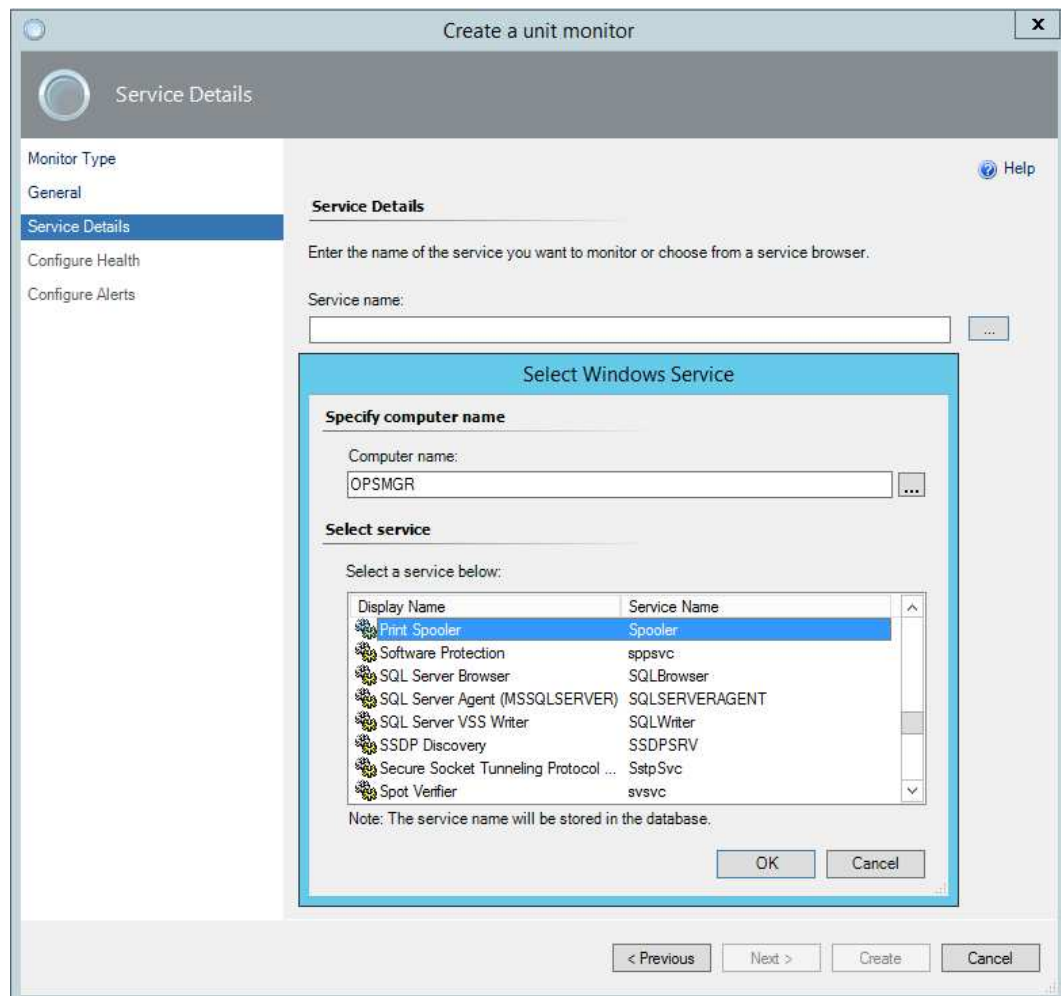 Create a unit monitor
x
Service Details
Monitor Type
General
Service Details
Configure Health
Configure Alerts
Help
Service Details
Enter the name of the service you want to monitor or choose from a service browser.
Service name:
...
Select Windows Service
Specify computer name
Computer name:
OPSMGR
...
Select service
Select a service below:
Display Name Service Name
Print Spooler Spooler
Software Protection sppsvc
SQL Server Browser SQLBrowser
SQL Server Agent (MSSQLSERVER) SQLSERVERAGENT
SQL Server VSS Writer SQLWriter
SSDP Discovery SSDPSRV
Secure Socket Tunneling Protocol ... SstpSvc
Spot Verifier svsvc
Note: The service name will be stored in the database.
OK Cancel
< Previous Next > Create Cancel